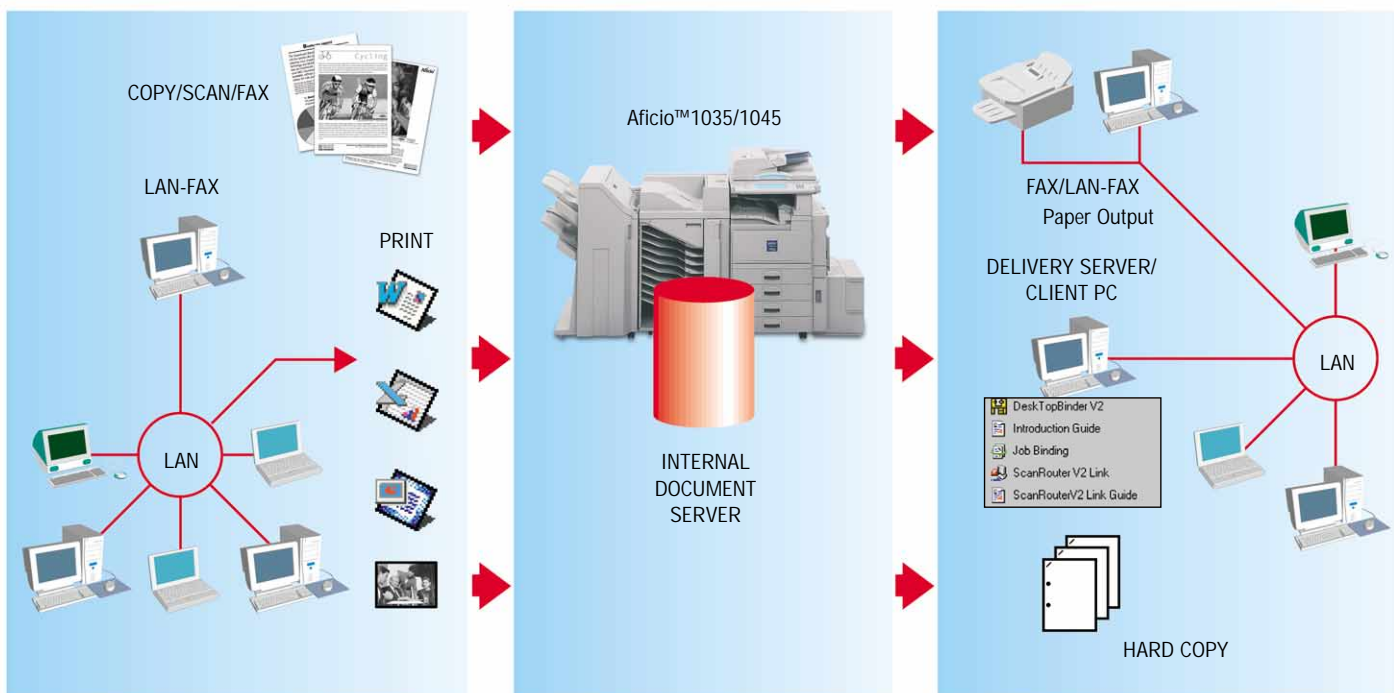 COPY/SCAN/FAX
Cycling
LAN-FAX
PRINT
W
LAN
Aficio™1035/1045
INTERNAL
DOCUMENT
SERVER
FAX/LAN-FAX
Paper Output
DELIVERY SERVER/
CLIENT PC
DeskTopBinder V2
Introduction Guide
Job Binding
ScanRouter V2 Link
ScanRouterV2 Link Guide
LAN
HARD COPY